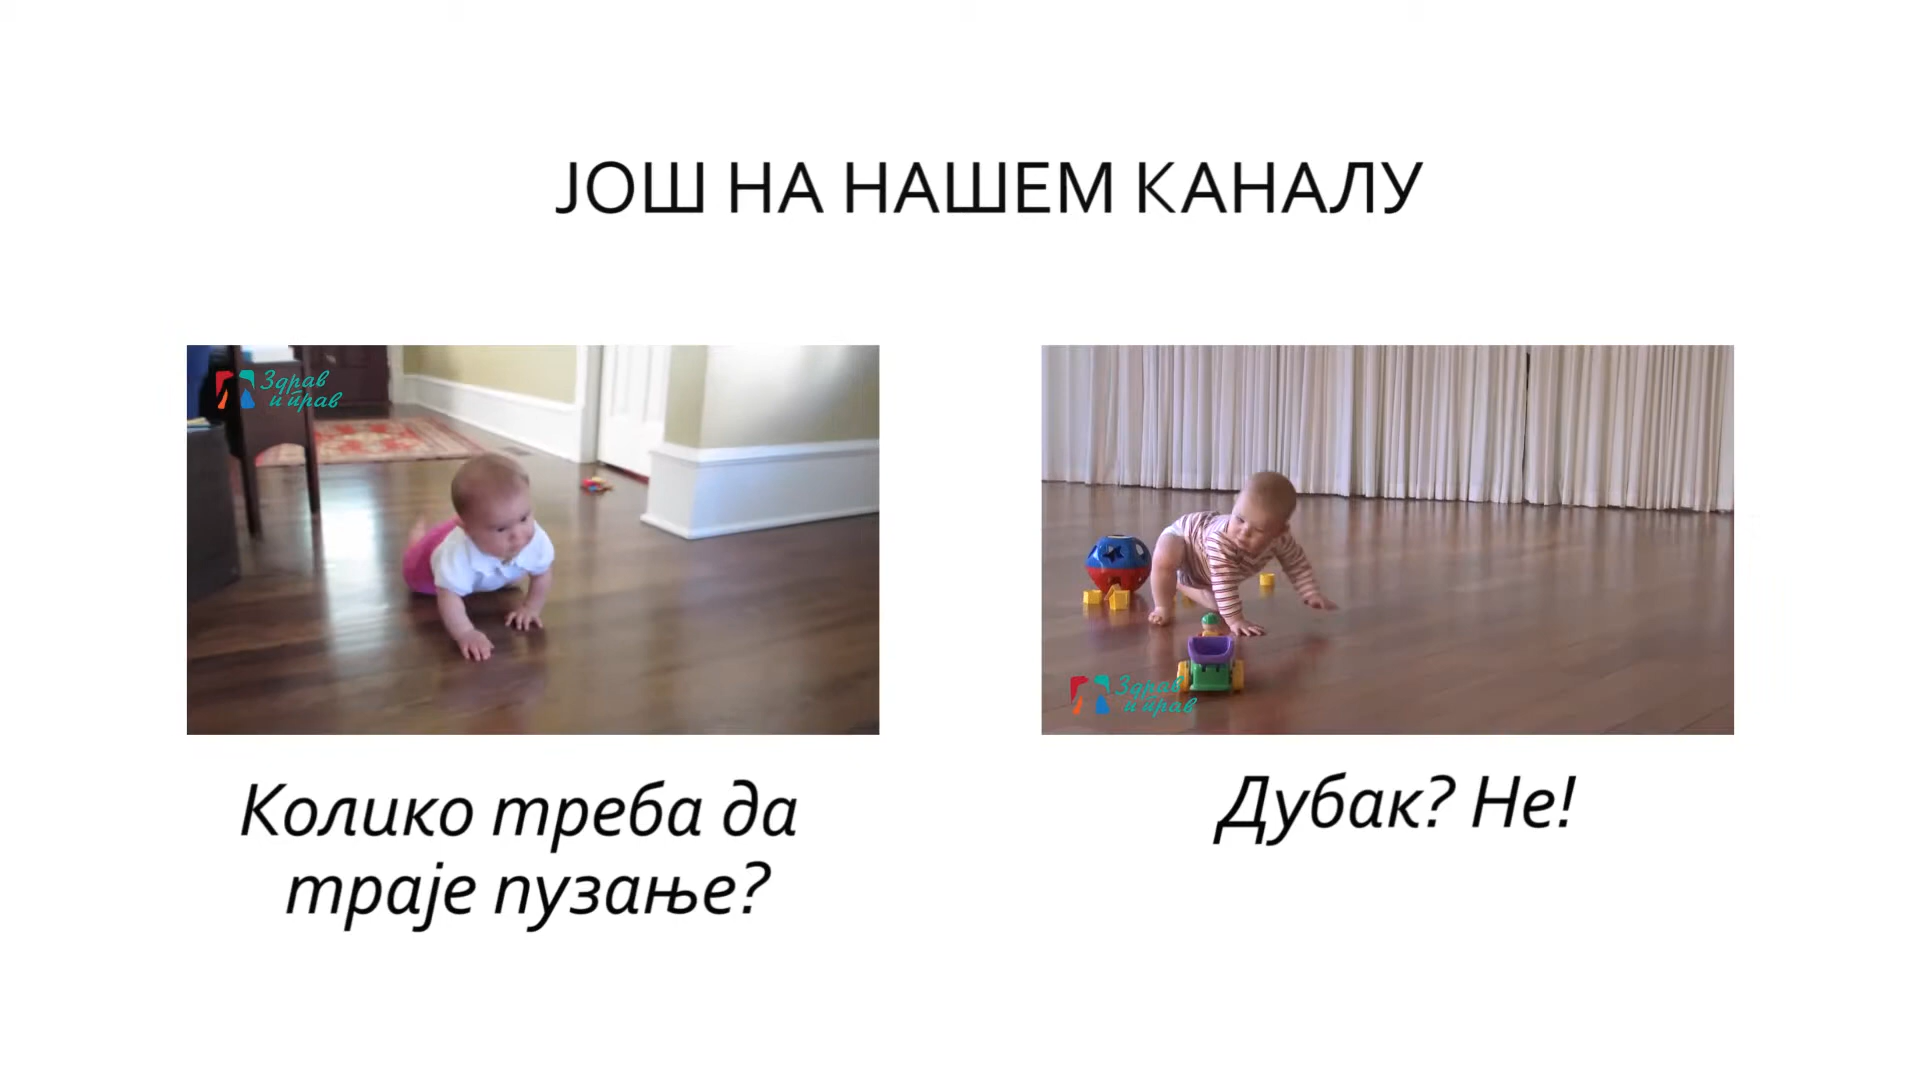 ЈОШ НА НАШЕМ КАНАЛУ
Здрав
и прав
Здрав
и прав
Колико треба да
траје пузање?
Дубак? Не!